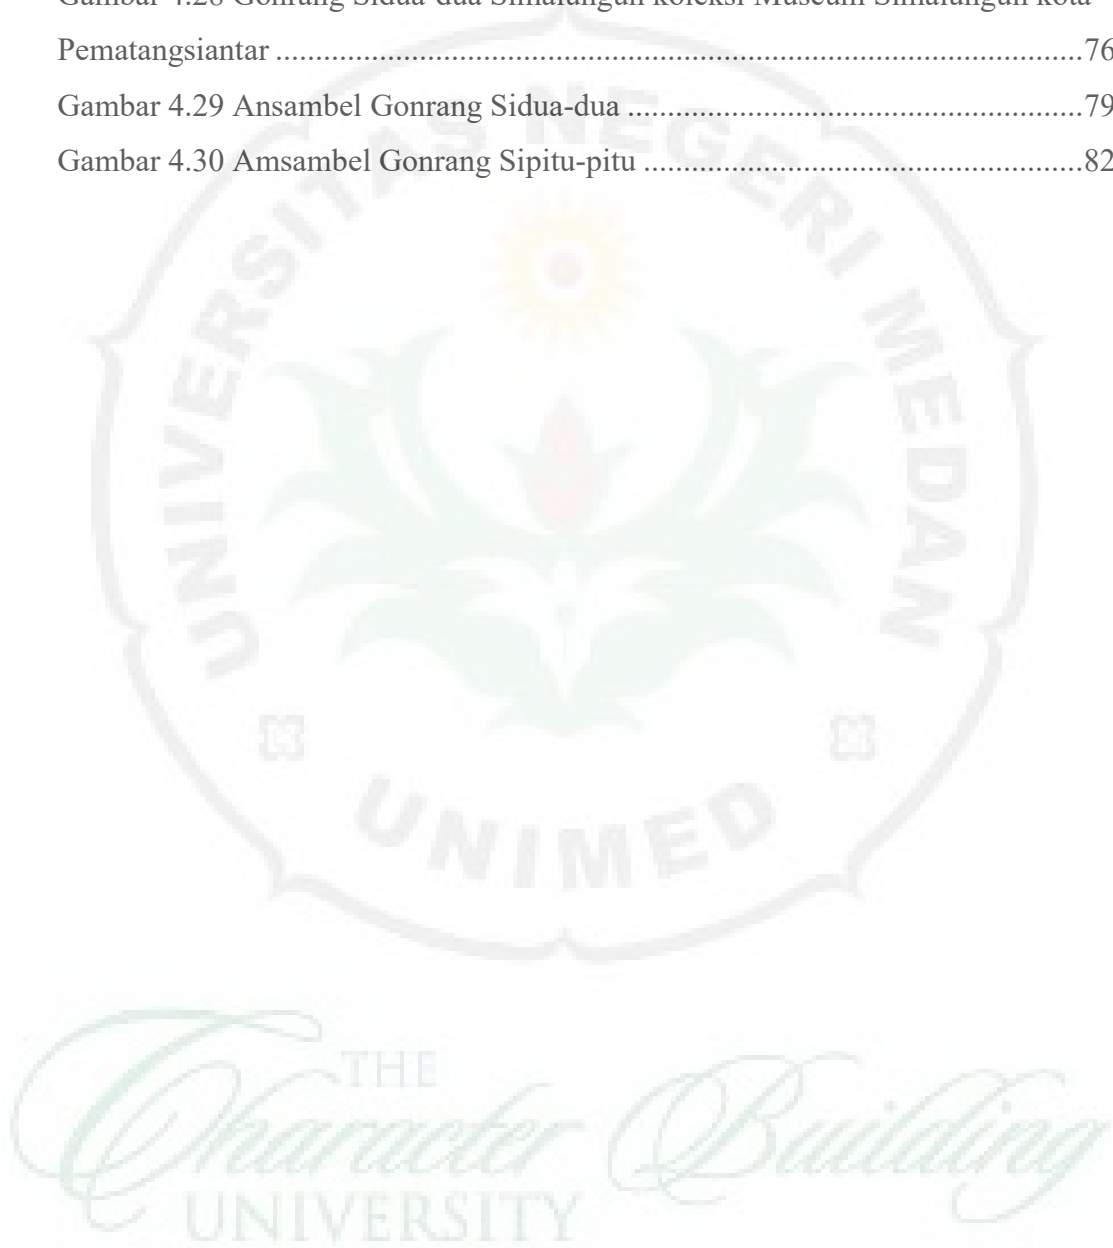 Gambar 4.28 Gonrang Sidua-dua Simalungun koleksi Museum Simalungun kota
Pematangsiantar ....................................................................................................76
Gambar 4.29 Ansambel Gonrang Sidua-dua ........................................................79
Gambar 4.30 Amsambel Gonrang Sipitu-pitu ......................................................82
UNIVERSITAS NEGERI MEDAN
UNIMED
THE
Character Building
UNIVERSITY